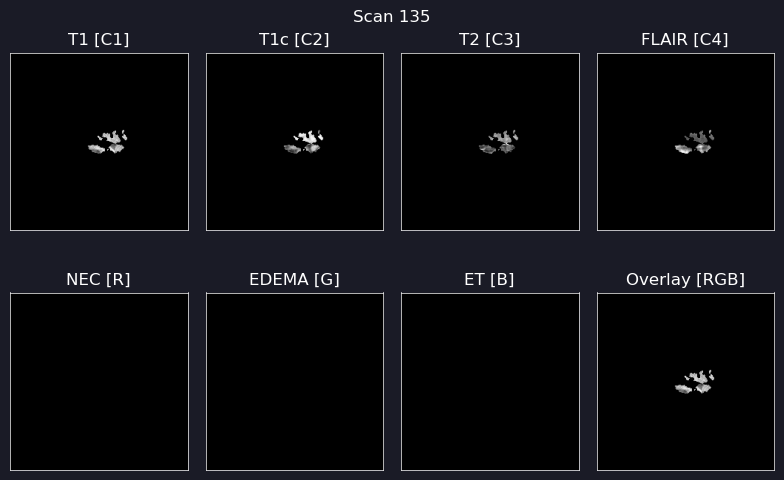 Scan 135
T1 [C1]
T1c [C2]
T2 [C3]
FLAIR [C4]
NEC [R]
EDEMA [G]
ET [B]
Overlay [RGB]